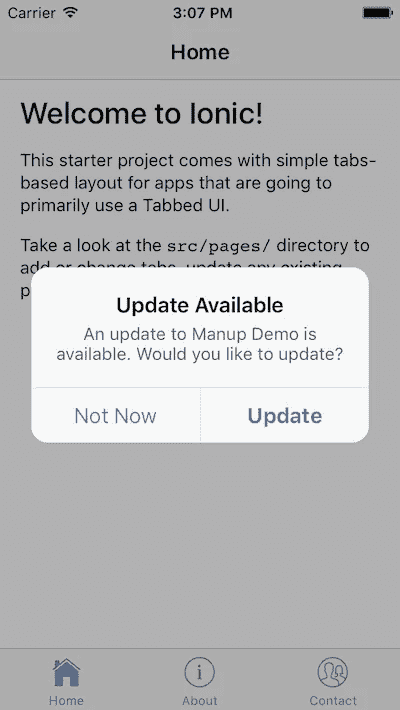 Carrier 3:07 PM
Home
Welcome to Ionic!
This starter project comes with simple tabs-
based layout for apps that are going to
primarily use a Tabbed UI.
Take a look at the src/pages/ directory to
add or change tabs, update any existing
Update Available
An update to Manup Demo is
available. Would you like to update?
Not Now Update
Home About Contact